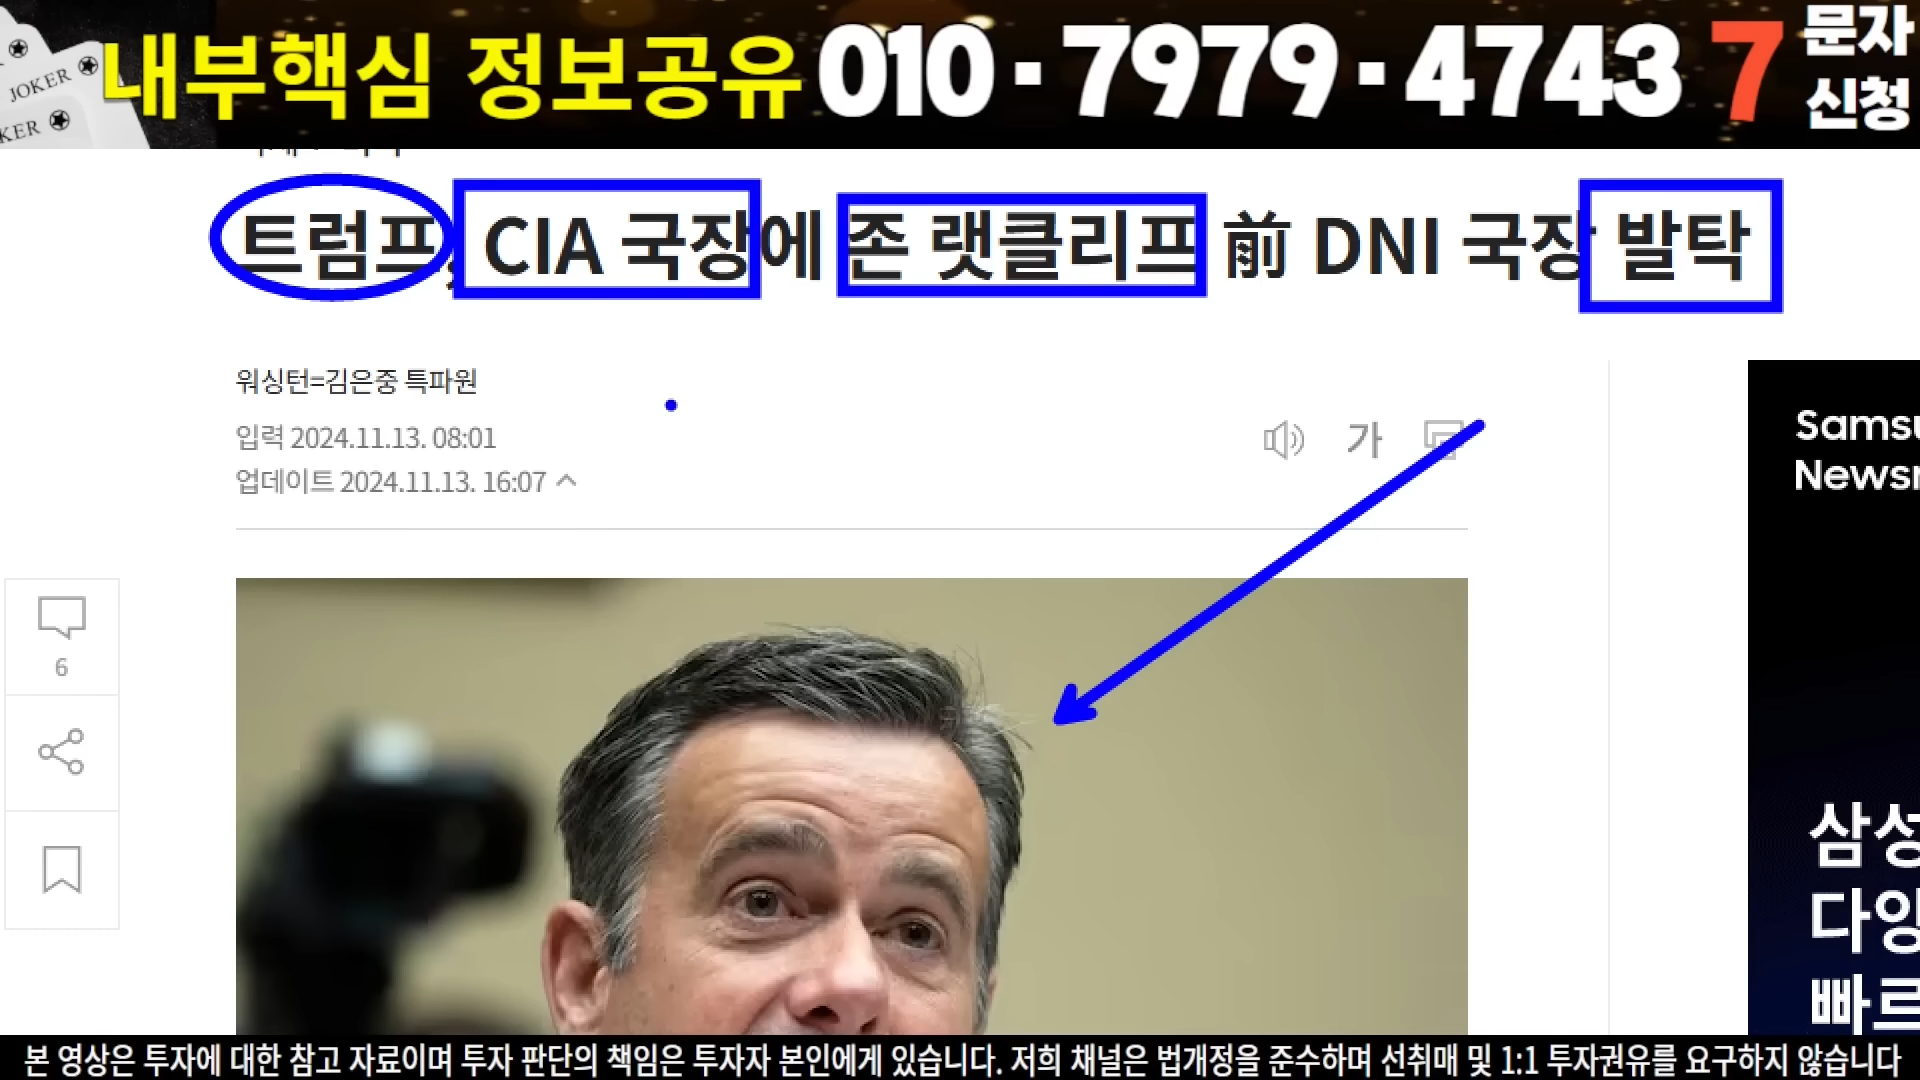 JOKER
KER
내부핵심 정보공유 010·7979·4743 7 문자
신청
트럼프, CIA 국장에 존 랫클리프 前 DNI 국장 발탁
워싱턴=김은중 특파원
입력 2024.11.13. 08:01
업데이트 2024.11.13. 16:07
가
6
Samsu
Newsr
삼성
다양
빠르
본 영상은 투자에 대한 참고 자료이며 투자 판단의 책임은 투자자 본인에게 있습니다. 저희 채널은 법개정을 준수하며 선취매 및 1:1 투자권유를 요구하지 않습니다